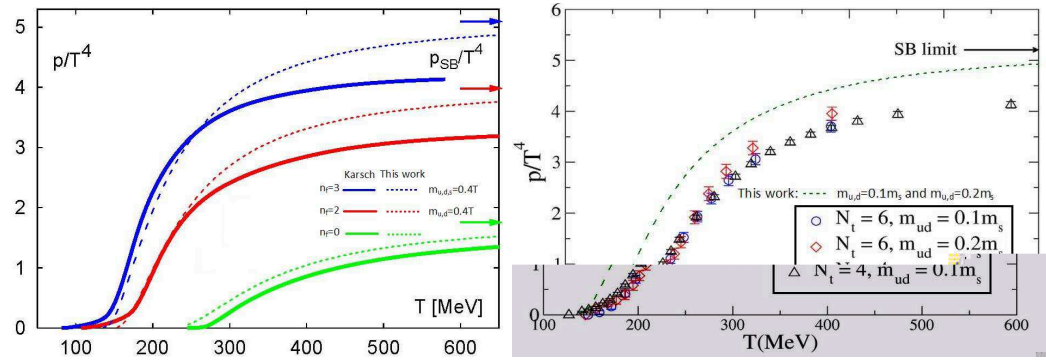 5
4
3
2
1
0
p/T⁴
p_SB/T⁴
Karsch This work
n_f=3 m_u,d,s=0.4T
n_f=2 m_u,d=0.4T
n_f=0
T [MeV]
100 200 300 400 500 600
6
5
4
3
2
1
1
0
p/T⁴
SB limit
This work: m_u,d=0.1m_s and m_u,d=0.2m_s
N_t = 6, m_ud = 0.1m_s
N_t = 6, m_ud = 0.2m_s
N_t = 4, m_ud = 0.1m_s
100 200 300 400 500 600
T(MeV)